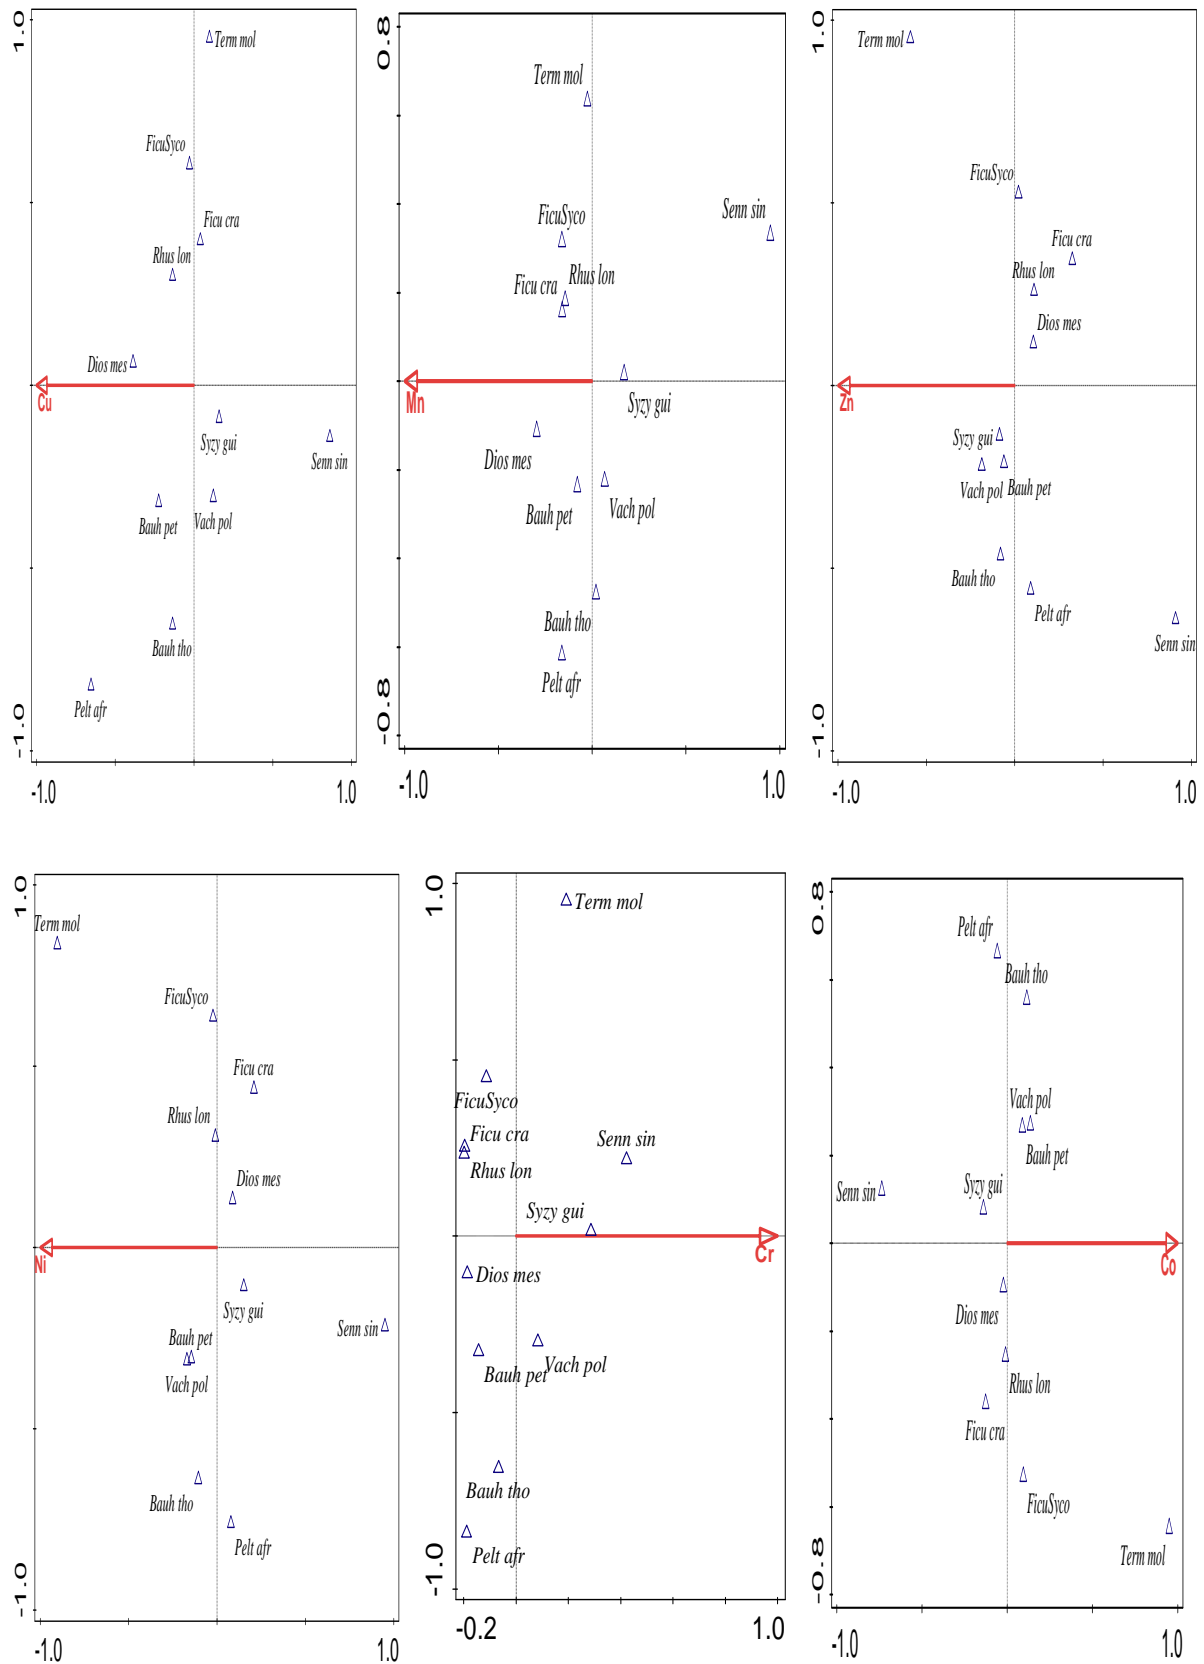 1.0
Term mol
FicuSyco
Ficu cra
Rhus lon
Dios mes
Cu
Syzy gui
Senn sin
Bauh pet
Vach pol
Bauh tho
Pelt afr
-1.0
-1.0
1.0
0.8
Term mol
Senn sin
FicuSyco
Rhus lon
Ficu cra
Mn
Syzy gui
Dios mes
Bauh pet
Vach pol
Bauh tho
Pelt afr
-0.8
-1.0
1.0
1.0
Term mol
FicuSyco
Ficu cra
Rhus lon
Dios mes
Zn
Syzy gui
Vach pol
Bauh pet
Bauh tho
Pelt afr
Senn sin
-1.0
-1.0
1.0
1.0
Term mol
FicuSyco
Ficu cra
Rhus lon
Dios mes
Ni
Syzy gui
Senn sin
Bauh pet
Vach pol
Bauh tho
Pelt afr
-1.0
-1.0
1.0
1.0
Term mol
FicuSyco
Ficu cra
Senn sin
Rhus lon
Syzy gui
Cr
Dios mes
Vach pol
Bauh pet
Bauh tho
Pelt afr
-1.0
-0.2
1.0
0.8
Pelt afr
Bauh tho
Vach pol
Bauh pet
Senn sin
Syzy gui
Co
Dios mes
Rhus lon
Ficu cra
FicuSyco
Term mol
-0.8
-1.0
1.0